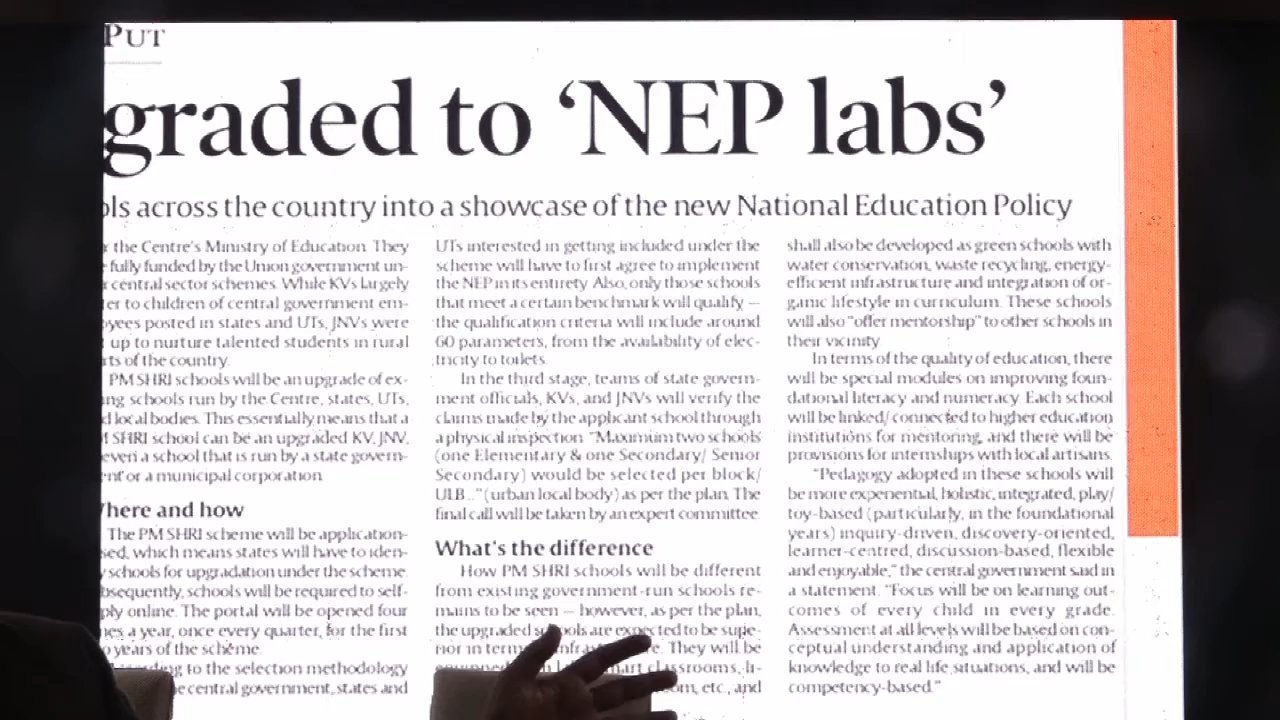 PUT
graded to ‘NEP labs’
ols across the country into a showcase of the new National Education Policy
r the Centre's Ministry of Education. They
fully funded by the Union government un-
r central sector schemes. While KVs largely
er to children of central government em-
yees posted in states and UTs, JNVs were
up to nurture talented students in rural
ts of the country.
PM SHRI schools will be an upgrade of ex-
ng schools run by the Centre, states, UTs,
d local bodies. This essentially means that a
SHRI school can be an upgraded KV, JNV,
even a school that is run by a state govern-
ent or a municipal corporation
here and how
The PM SHRI scheme will be application-
sed, which means states will have to iden-
y schools for upgradation under the scheme.
bsequently, schools will be required to self-
ply online. The portal will be opened four
nes a year, once every quarter, for the first
o years of the scheme.
ding to the selection methodology
e central government, states and
UTs interested in getting included under the
scheme will have to first agree to implement
the NEP in its entirety. Also, only those schools
that meet a certain benchmark will qualify —
the qualification criteria will include around
60 parameters, from the availability of elec-
tricity to toilets.
In the third stage, teams of state govern-
ment officials, KVs, and JNVs will verify the
claims made by the applicant school through
a physical inspection. “Maximum two schools
(one Elementary & one Secondary/ Senior
Secondary) would be selected per block/
ULB...” (urban local body) as per the plan. The
final call will be taken by an expert committee.
What's the difference
How PM SHRI schools will be different
from existing government-run schools re-
mains to be seen — however, as per the plan,
the upgraded schools are expected to be supe-
rior in term infra They will be
smart classrooms, li-
om, etc., and
shall also be developed as green schools with
water conservation, waste recycling, energy-
efficient infrastructure and integration of or-
ganic lifestyle in curriculum. These schools
will also “offer mentorship” to other schools in
their vicinity.
In terms of the quality of education, there
will be special modules on improving foun-
dational literacy and numeracy. Each school
will be linked/ connected to higher education
institutions for mentoring, and there will be
provisions for internships with local artisans.
“Pedagogy adopted in these schools will
be more experiential, holistic, integrated, play/
toy-based (particularly, in the foundational
years) inquiry-driven, discovery-oriented,
learner-centred, discussion-based, flexible
and enjoyable,” the central government said in
a statement. “Focus will be on learning out-
comes of every child in every grade.
Assessment at all levels will be based on con-
ceptual understanding and application of
knowledge to real life situations, and will be
competency-based.”